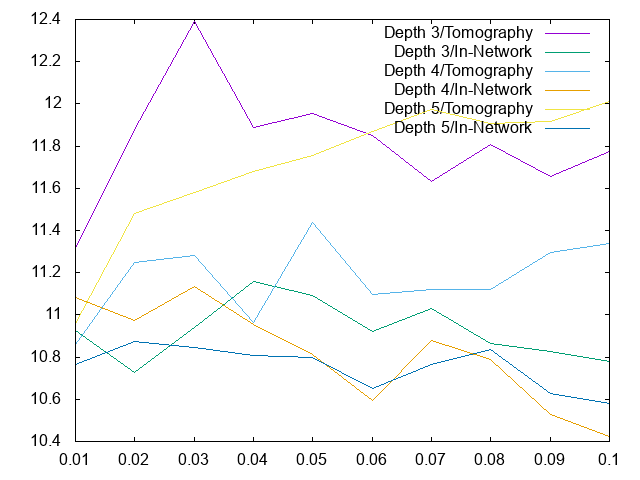 12.4
12.2
12
11.8
11.6
11.4
11.2
11
10.8
10.6
10.4
0.01 0.02 0.03 0.04 0.05 0.06 0.07 0.08 0.09 0.1
Depth 3/Tomography
Depth 3/In-Network
Depth 4/Tomography
Depth 4/In-Network
Depth 5/Tomography
Depth 5/In-Network